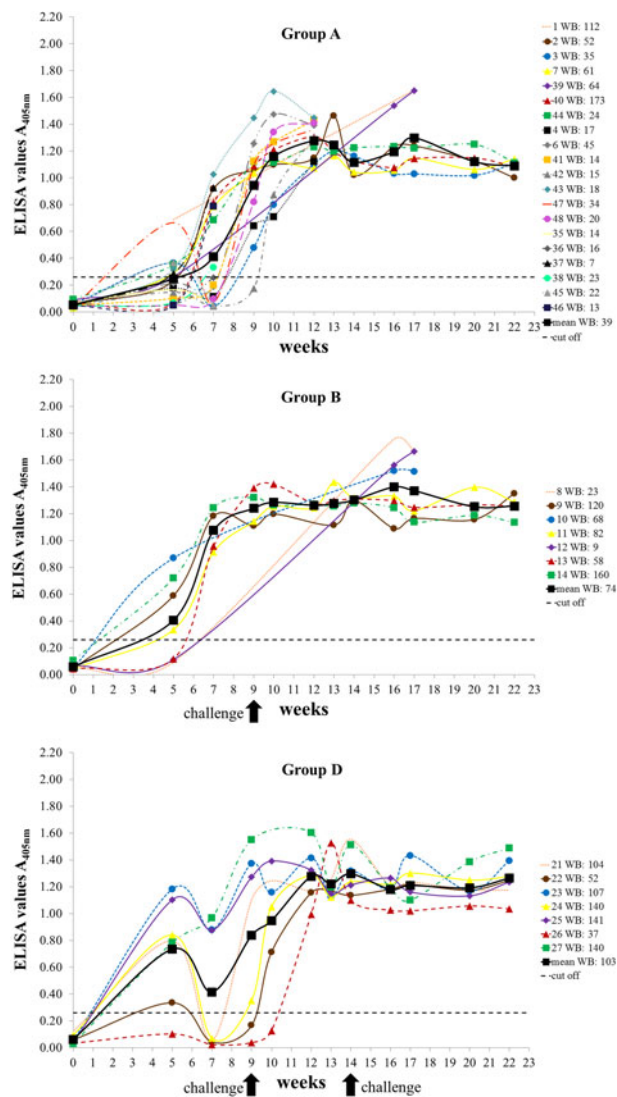 Group A
ELISA values A405nm
2.20
2.00
1.80
1.60
1.40
1.20
1.00
0.80
0.60
0.40
0.20
0.00
0 1 2 3 4 5 6 7 8 9 10 11 12 13 14 15 16 17 18 19 20 21 22 23
weeks
1 WB: 112
2 WB: 52
3 WB: 35
7 WB: 61
39 WB: 64
40 WB: 173
44 WB: 24
4 WB: 17
6 WB: 45
41 WB: 14
42 WB: 15
43 WB: 18
47 WB: 34
48 WB: 20
35 WB: 14
36 WB: 16
37 WB: 7
38 WB: 23
45 WB: 22
46 WB: 13
mean WB: 39
cut off
Group B
ELISA values A405nm
2.20
2.00
1.80
1.60
1.40
1.20
1.00
0.80
0.60
0.40
0.20
0.00
0 1 2 3 4 5 6 7 8 9 10 11 12 13 14 15 16 17 18 19 20 21 22 23
challenge weeks
8 WB: 23
9 WB: 120
10 WB: 68
11 WB: 82
12 WB: 9
13 WB: 58
14 WB: 160
mean WB: 74
cut off
Group D
ELISA values A405nm
2.20
2.00
1.80
1.60
1.40
1.20
1.00
0.80
0.60
0.40
0.20
0.00
0 1 2 3 4 5 6 7 8 9 10 11 12 13 14 15 16 17 18 19 20 21 22 23
challenge weeks challenge
21 WB: 104
22 WB: 52
23 WB: 107
24 WB: 140
25 WB: 141
26 WB: 37
27 WB: 140
mean WB: 103
cut off